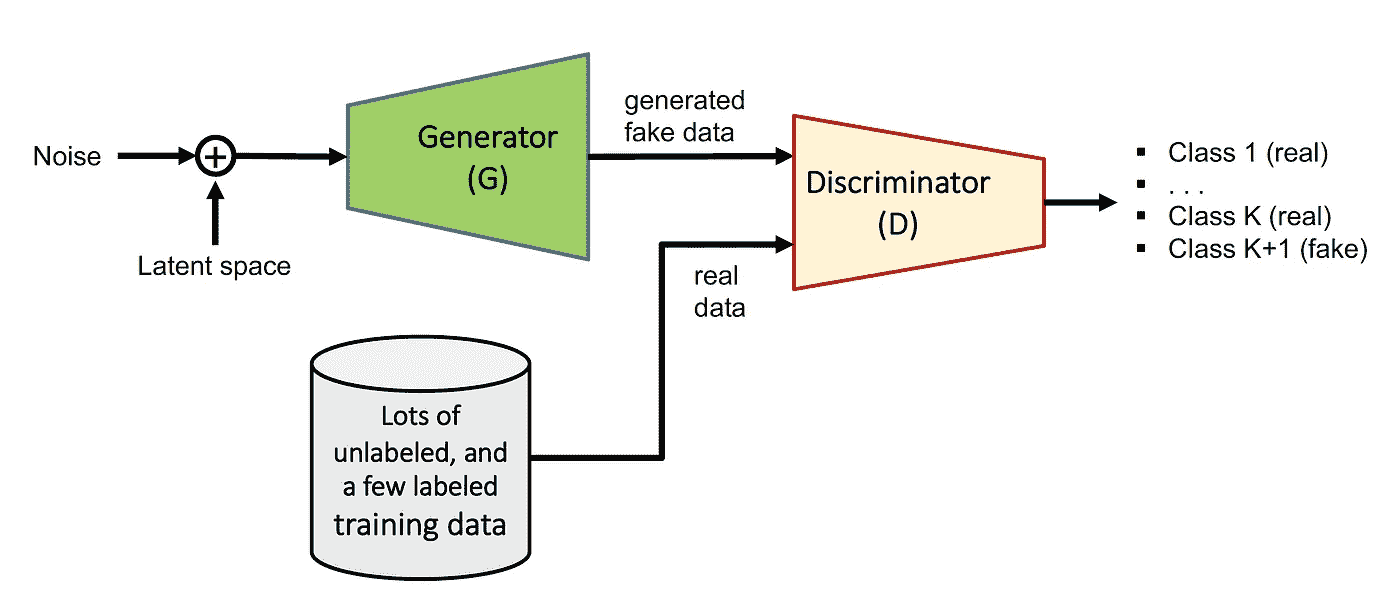 Noise
+
Latent space
Generator
(G)
generated
fake data
real
data
Discriminator
(D)
▪ Class 1 (real)
▪ . . .
▪ Class K (real)
▪ Class K+1 (fake)
Lots of
unlabeled, and
a few labeled
training data